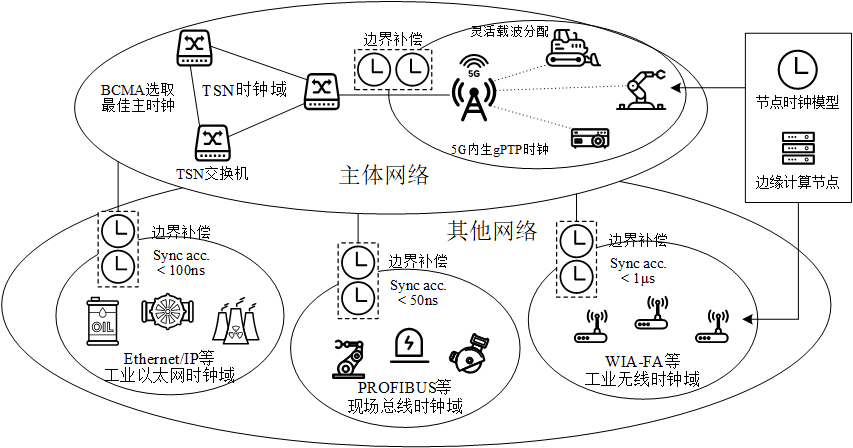 边界补偿
灵活载波分配
BCMA选取
最佳主时钟
TSN时钟域
5G
TSN交换机
5G内生gPTP时钟
主体网络
节点时钟模型
边缘计算节点
其他网络
边界补偿
Sync acc.
< 100ns
边界补偿
Sync acc.
< 50ns
边界补偿
Sync acc.
< 1μs
OIL
Ethernet/IP等
工业以太网时钟域
PROFIBUS等
现场总线时钟域
WIA-FA等
工业无线时钟域